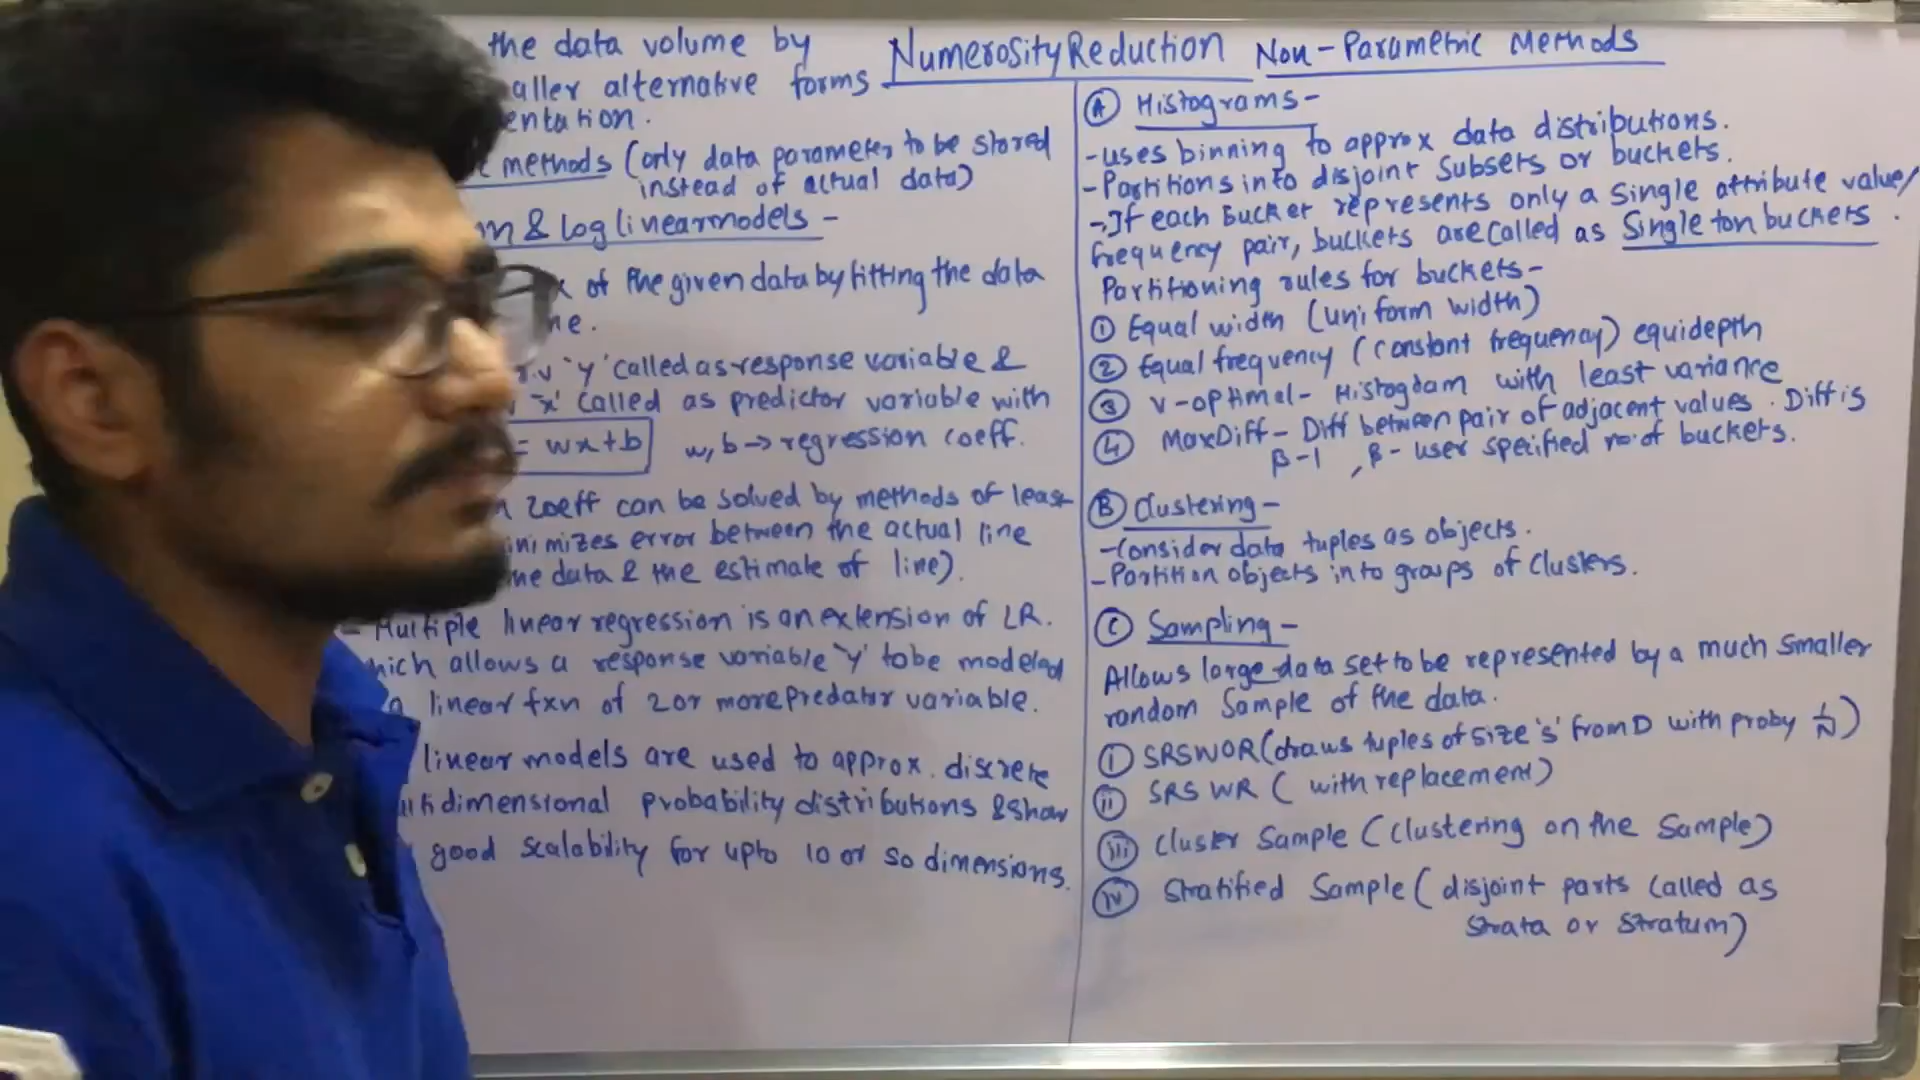 the data volume by
aller alternative forms
entation.
methods (only data parameters to be stored
instead of actual data)
n & log linear models -
of the given data by fitting the data
ne.
r.v 'y' called as response variable &
'x' called as predictor variable with
= wx+b w, b → regression coeff.
coeff can be solved by methods of least
inimizes error between the actual line
he data & the estimate of line).
- Multiple linear regression is an extension of LR.
hich allows a response variable 'y' to be modeled
a linear fxn of 2 or more predator variable.
linear models are used to approx. discrete
lti dimensional probability distributions & show
good scalability for upto 10 or so dimensions.
Numerosity Reduction
Non-Parametric Methods
(A) Histograms -
- uses binning to approx data distributions.
- Partitions into disjoint subsets or buckets.
- If each Bucket represents only a single attribute value/
frequency pair, buckets are called as Singleton buckets.
Partitioning rules for buckets -
① Equal width (uniform width)
② Equal frequency (constant frequency) equidepth
③ V-optimal - Histogram with least variance
④ MaxDiff - Diff between pair of adjacent values. Diff is
β-1, β - user specified no. of buckets.
(B) Clustering -
- Consider data tuples as objects.
- Partition objects into groups of clusters.
(C) Sampling -
Allows large data set to be represented by a much smaller
random sample of the data.
(i) SRSWOR (draws tuples of size 's' from D with proby 1/N)
(ii) SRSWR ( with replacement)
(iii) Cluster Sample (clustering on the sample)
(iv) Stratified Sample (disjoint parts called as
strata or stratum)